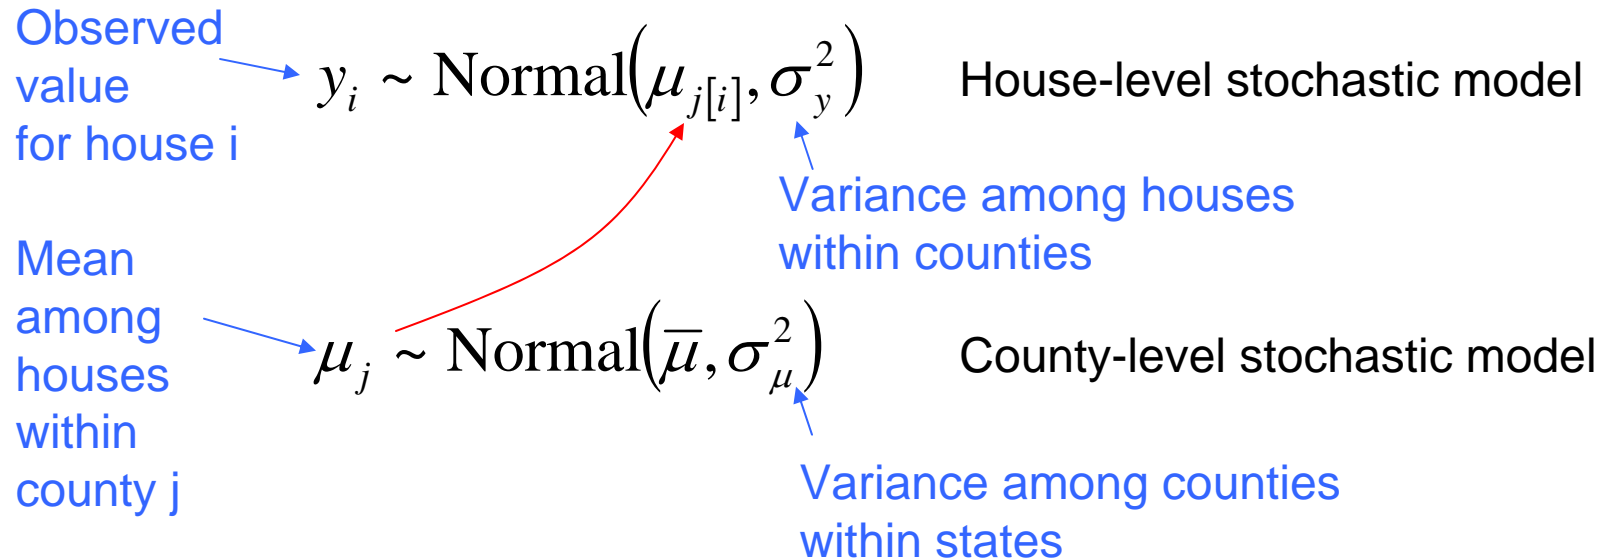 Observed
value
for house i
y_i ~ Normal(μ_{j[i]}, σ_y^2)
House-level stochastic model
Variance among houses
within counties
Mean
among
houses
within
county j
μ_j ~ Normal(μ̅, σ_μ^2)
County-level stochastic model
Variance among counties
within states